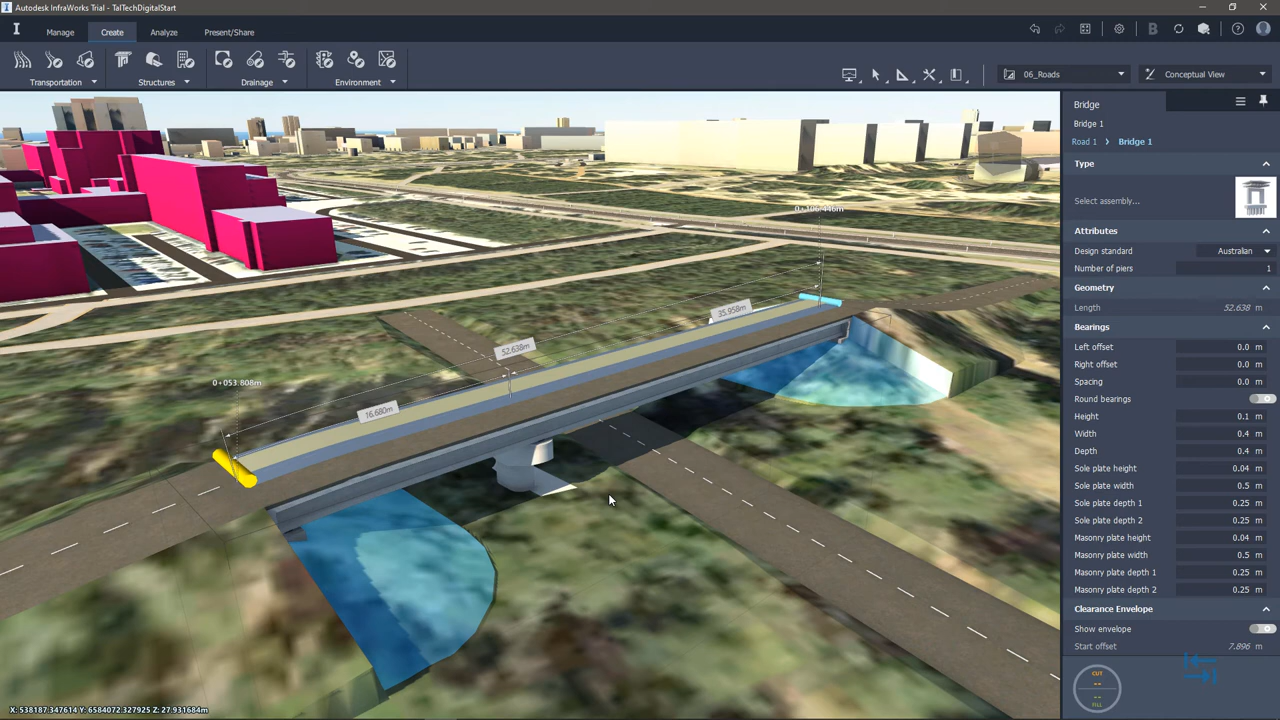 Autodesk InfraWorks Trial - TalTechDigitalStart
Manage
Create
Analyze
Present/Share
Transportation
Structures
Drainage
Environment
06_Roads
Conceptual View
Bridge
Bridge 1
Road 1 > Bridge 1
Type
Select assembly...
Attributes
Design standard Australian
Number of piers 1
Geometry
Length 52.638 m
Bearings
Left offset 0.0 m
Right offset 0.0 m
Spacing 0.0 m
Round bearings
Height 0.1 m
Width 0.4 m
Depth 0.4 m
Sole plate height 0.04 m
Sole plate width 0.5 m
Sole plate depth 1 0.25 m
Sole plate depth 2 0.25 m
Masonry plate height 0.04 m
Masonry plate width 0.5 m
Masonry plate depth 1 0.25 m
Masonry plate depth 2 0.25 m
Clearance Envelope
Show envelope
Start offset 7.896 m
CUT
--
--
FILL
0+106.446m
35.958m
52.638m
0+053.808m
16.680m
X: 538187.347614 Y: 6584072.327925 Z: 27.931684m